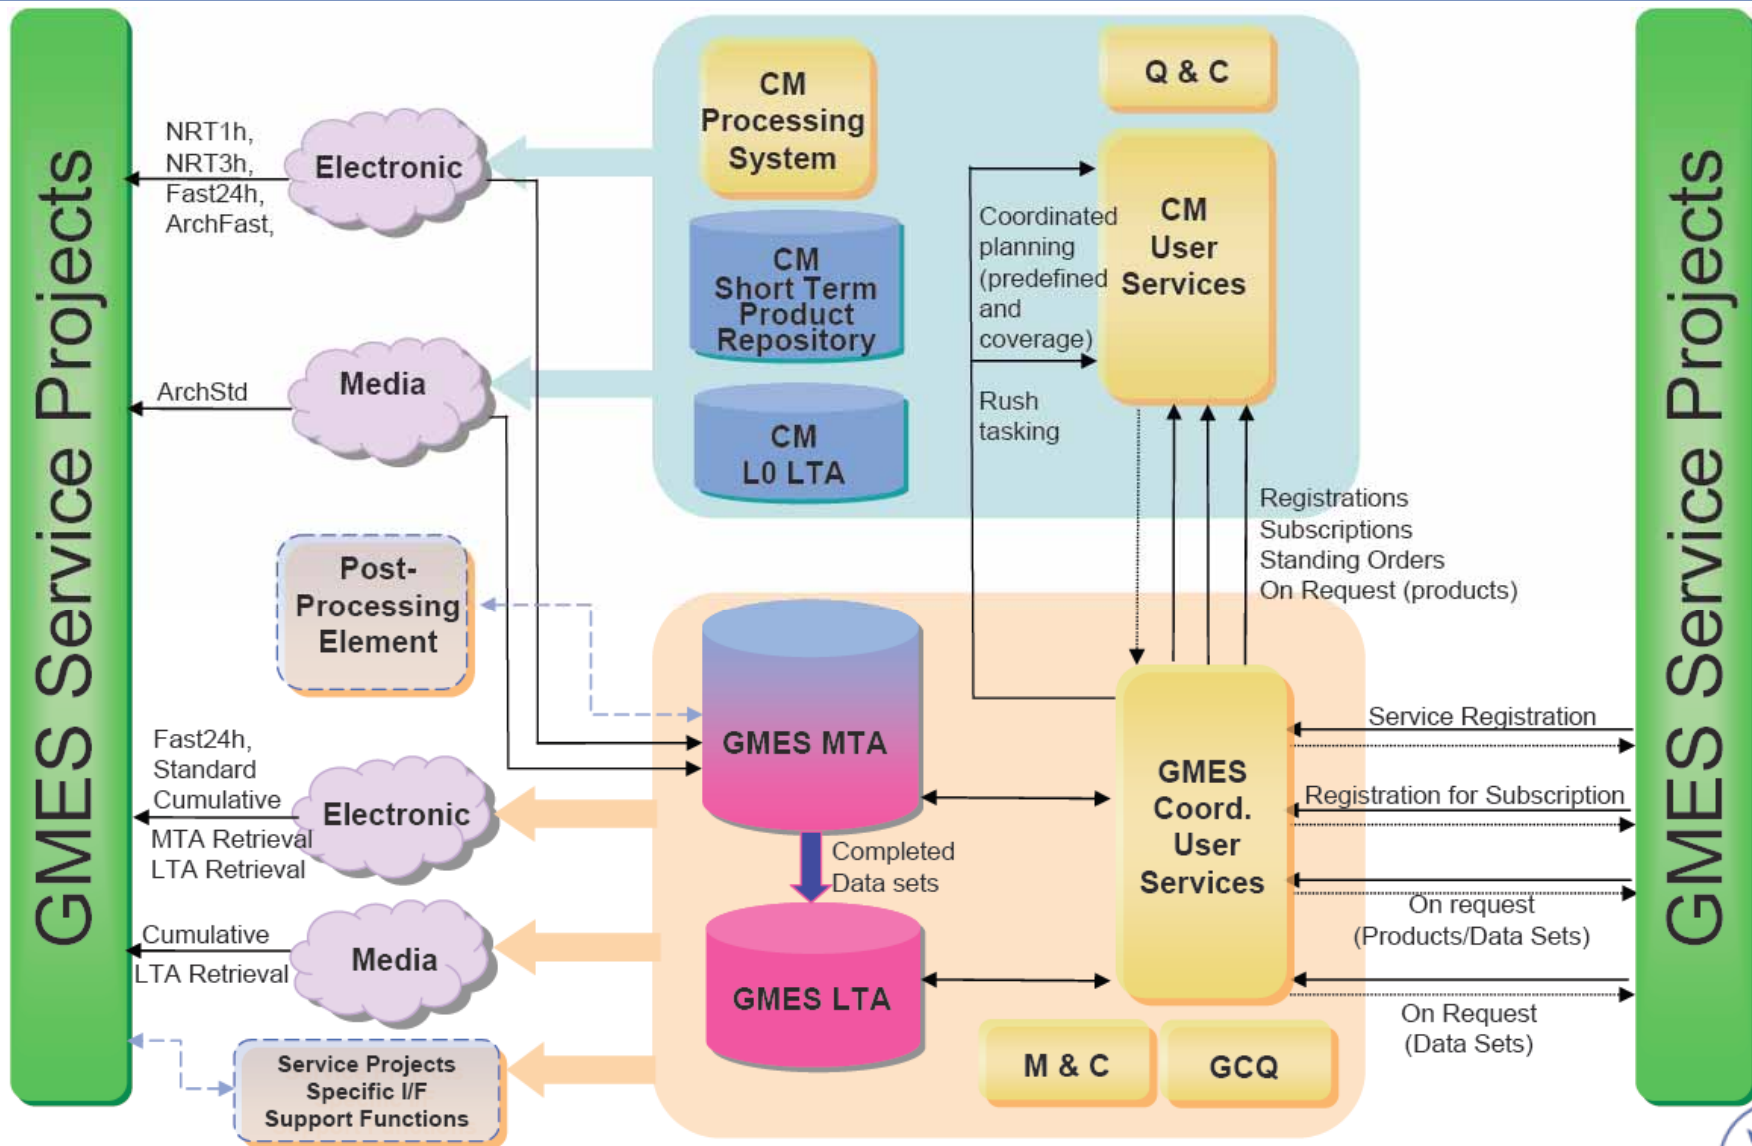 GMES Service Projects
NRT1h,
NRT3h,
Fast24h,
ArchFast,
Electronic
ArchStd
Media
CM
Processing
System
CM
Short Term
Product
Repository
CM
L0 LTA
Q & C
CM
User
Services
Coordinated
planning
(predefined
and
coverage)
Rush
tasking
Registrations
Subscriptions
Standing Orders
On Request (products)
Post-
Processing
Element
Fast24h,
Standard
Cumulative
MTA Retrieval
LTA Retrieval
Electronic
Cumulative
LTA Retrieval
Media
Service Projects
Specific I/F
Support Functions
GMES MTA
Completed
Data sets
GMES LTA
GMES
Coord.
User
Services
M & C
GCQ
Service Registration
Registration for Subscription
On request
(Products/Data Sets)
On Request
(Data Sets)
GMES Service Projects